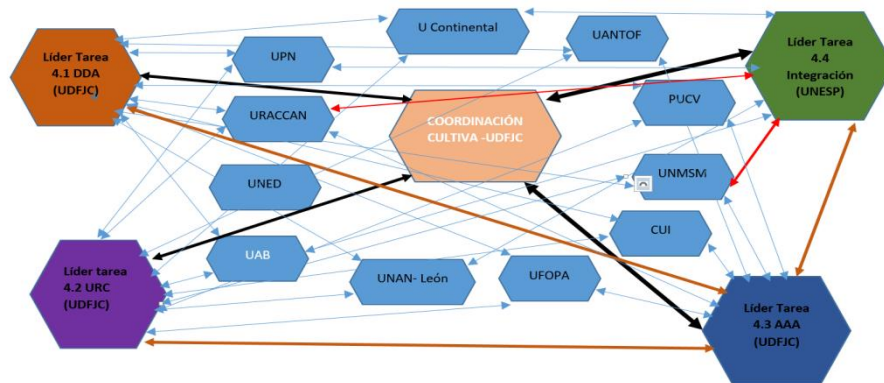 U Continental
UANTOF
Líder Tarea
4.1 DDA
(UDFJC)
UPN
Líder Tarea
4.4
Integración
(UNESP)
URACCAN
COORDINACIÓN
CULTIVA -UDFJC
PUCV
UNED
UNMSM
UAB
CUI
Líder tarea
4.2 URC
(UDFJC)
UNAN- León
UFOPA
Líder Tarea
4.3 AAA
(UDFJC)